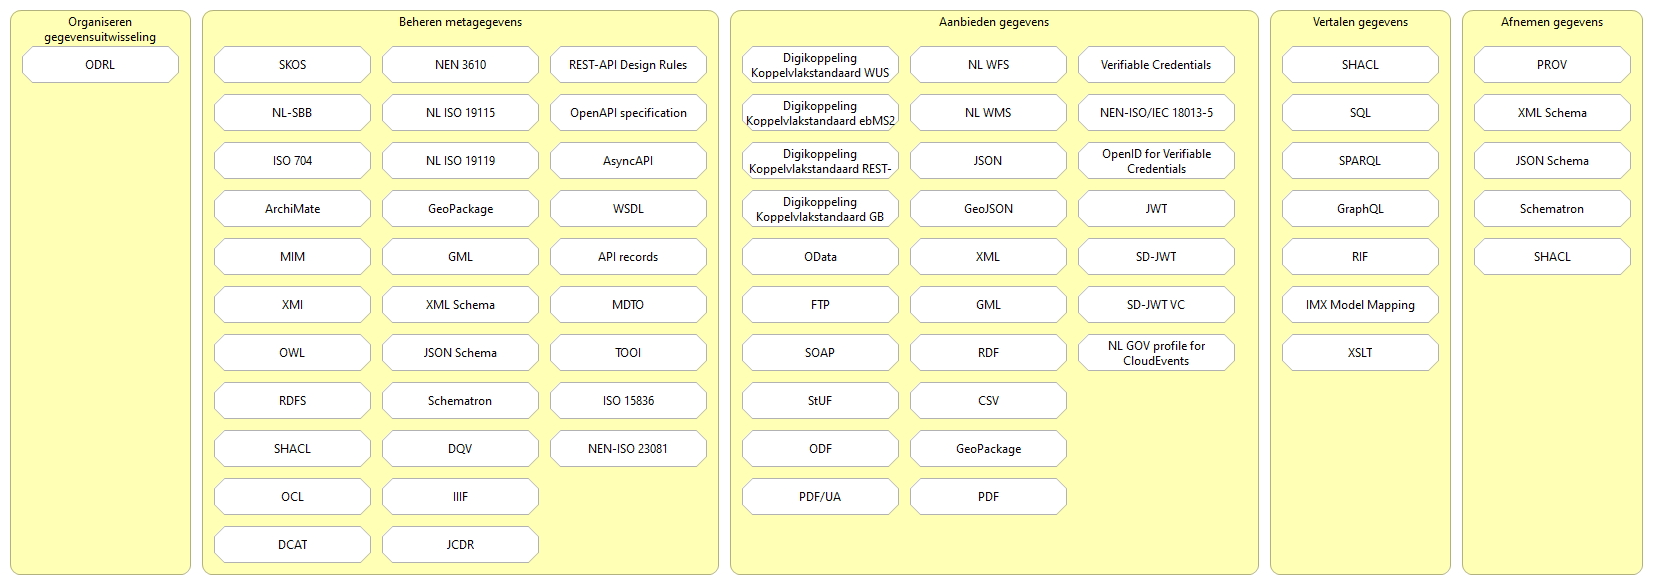 Organiseren
gegevensuitwisseling
ODRL
Beheren metagegevens
SKOS
NL-SBB
ISO 704
ArchiMate
MIM
XMI
OWL
RDFS
SHACL
OCL
DCAT
NEN 3610
NL ISO 19115
NL ISO 19119
GeoPackage
GML
XML Schema
JSON Schema
Schematron
DQV
IIIF
JCDR
REST-API Design Rules
OpenAPI specification
AsyncAPI
WSDL
API records
MDTO
TOOI
ISO 15836
NEN-ISO 23081
Aanbieden gegevens
Digikoppeling
Koppelvlakstandaard WUS
Digikoppeling
Koppelvlakstandaard ebMS2
Digikoppeling
Koppelvlakstandaard REST-
Digikoppeling
Koppelvlakstandaard GB
OData
FTP
SOAP
StUF
ODF
PDF/UA
NL WFS
NL WMS
JSON
GeoJSON
XML
GML
RDF
CSV
GeoPackage
PDF
Verifiable Credentials
NEN-ISO/IEC 18013-5
OpenID for Verifiable
Credentials
JWT
SD-JWT
SD-JWT VC
NL GOV profile for
CloudEvents
Vertalen gegevens
SHACL
SQL
SPARQL
GraphQL
RIF
IMX Model Mapping
XSLT
Afnemen gegevens
PROV
XML Schema
JSON Schema
Schematron
SHACL